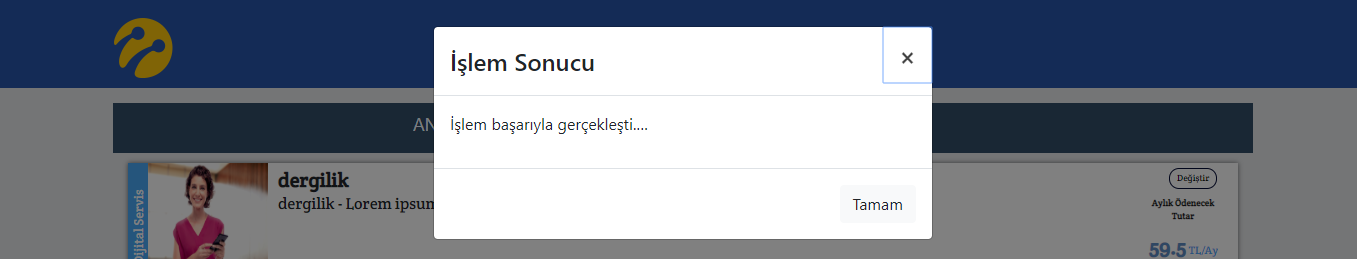 İşlem Sonucu
×
İşlem başarıyla gerçekleşti....
Tamam
AN
Dijital Servis
dergilik
dergilik - Lorem ipsum
Değiştir
Aylık Ödenecek
Tutar
59.5 TL/Ay